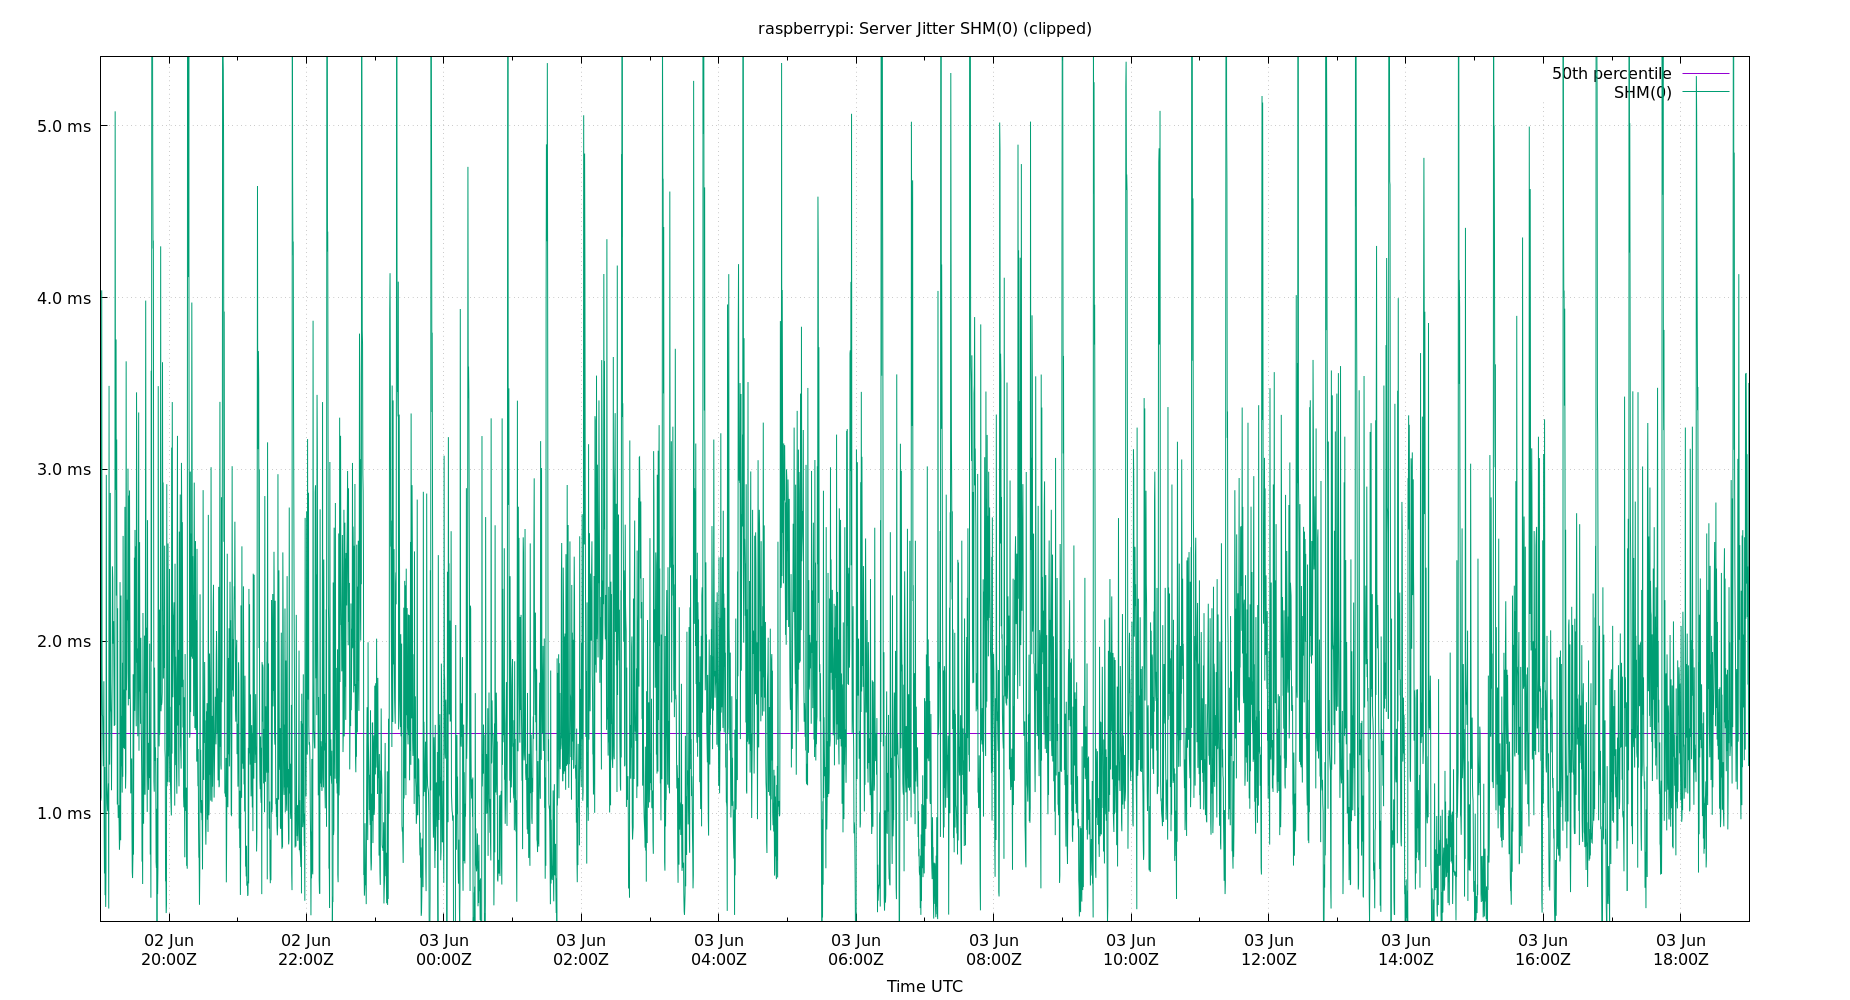 raspberrypi: Server Jitter SHM(0) (clipped)
50th percentile
SHM(0)
5.0 ms
4.0 ms
3.0 ms
2.0 ms
1.0 ms
02 Jun 02 Jun 03 Jun 03 Jun 03 Jun 03 Jun 03 Jun 03 Jun 03 Jun 03 Jun 03 Jun 03 Jun
20:00Z 22:00Z 00:00Z 02:00Z 04:00Z 06:00Z 08:00Z 10:00Z 12:00Z 14:00Z 16:00Z 18:00Z
Time UTC